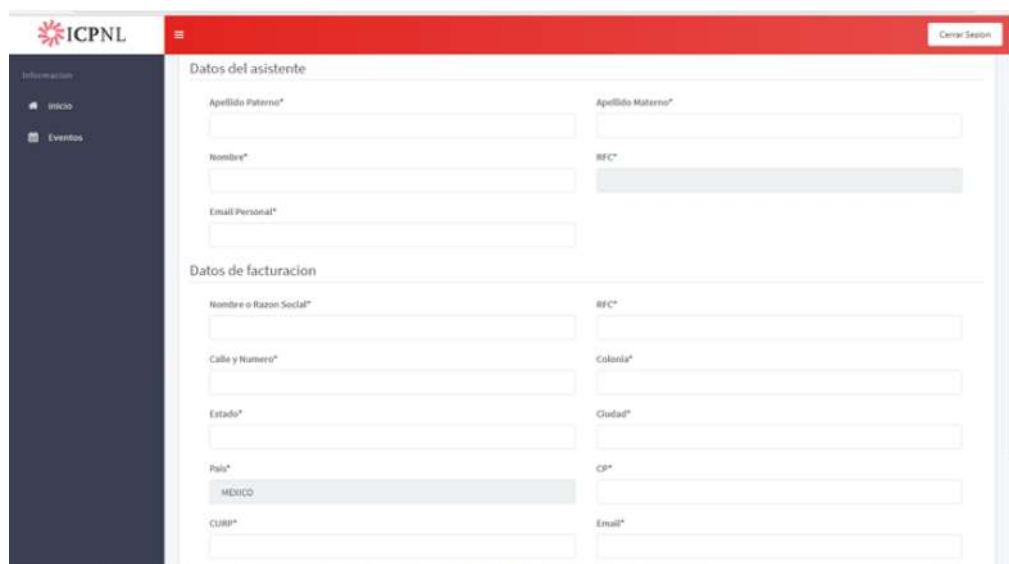 ICPNL
Cerrar Sesion
Informacion
Inicio
Eventos
Datos del asistente
Apellido Paterno* Apellido Materno*
Nombre* RFC*
Email Personal*
Datos de facturacion
Nombre o Razon Social* RFC*
Calle y Numero* Colonia*
Estado* Ciudad*
Pais* CP*
MEXICO
CURP* Email*